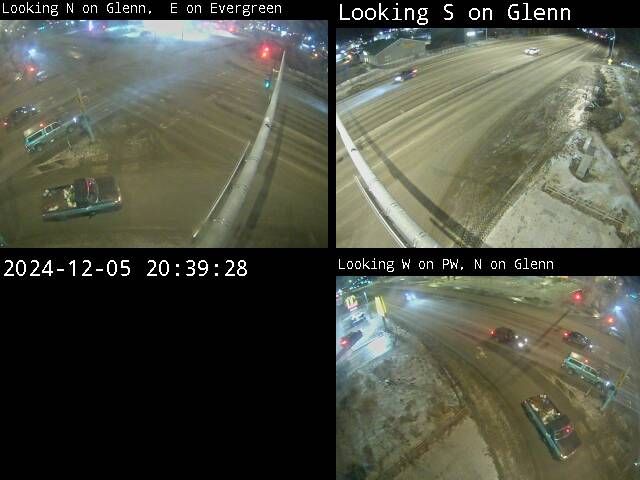 Looking N on Glenn,  E on Evergreen
Looking S on Glenn
2024-12-05 20:39:28
Looking W on PW, N on Glenn